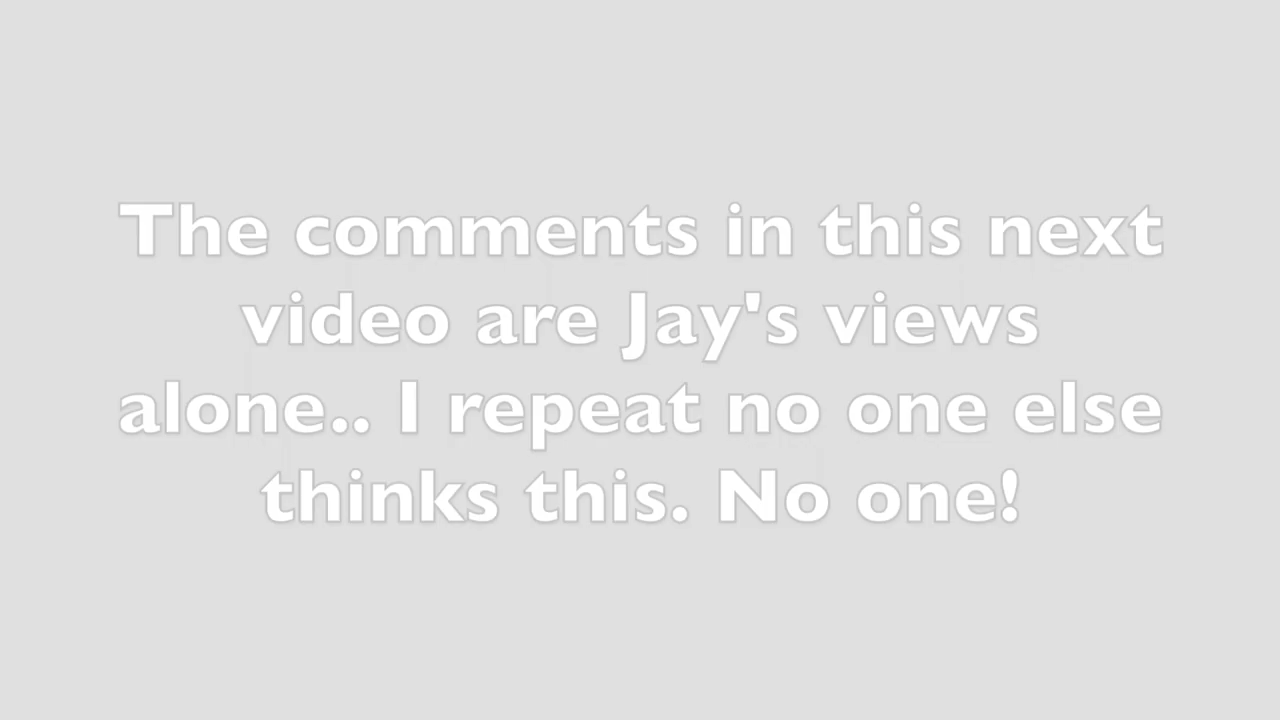 The comments in this next
video are Jay's views
alone.. I repeat no one else
thinks this. No one!